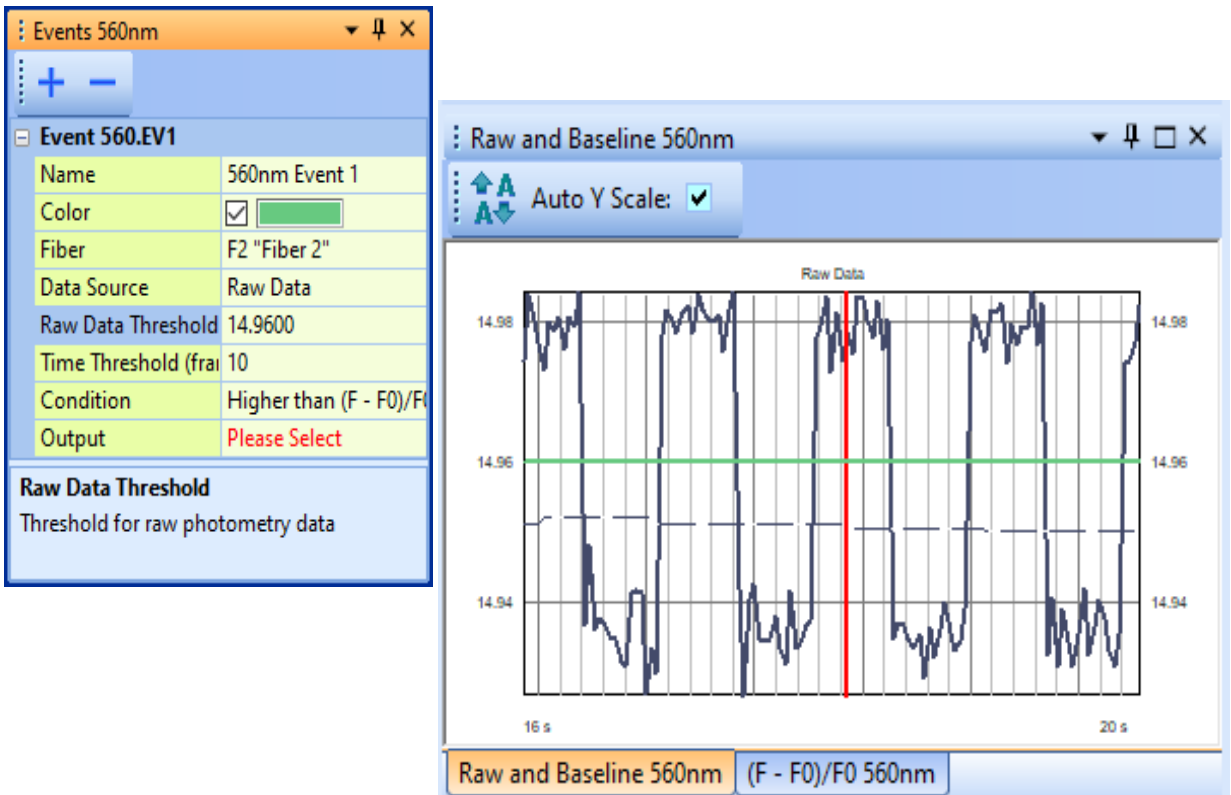 Events 560nm
Event 560.EV1
Name 560nm Event 1
Color
Fiber F2 "Fiber 2"
Data Source Raw Data
Raw Data Threshold 14.9600
Time Threshold (frai 10
Condition Higher than (F - F0)/F(
Output Please Select
Raw Data Threshold
Threshold for raw photometry data
Raw and Baseline 560nm
A
A
Auto Y Scale:
Raw Data
14.98 14.98
14.96 14.96
14.94 14.94
16 s 20 s
Raw and Baseline 560nm (F - F0)/F0 560nm